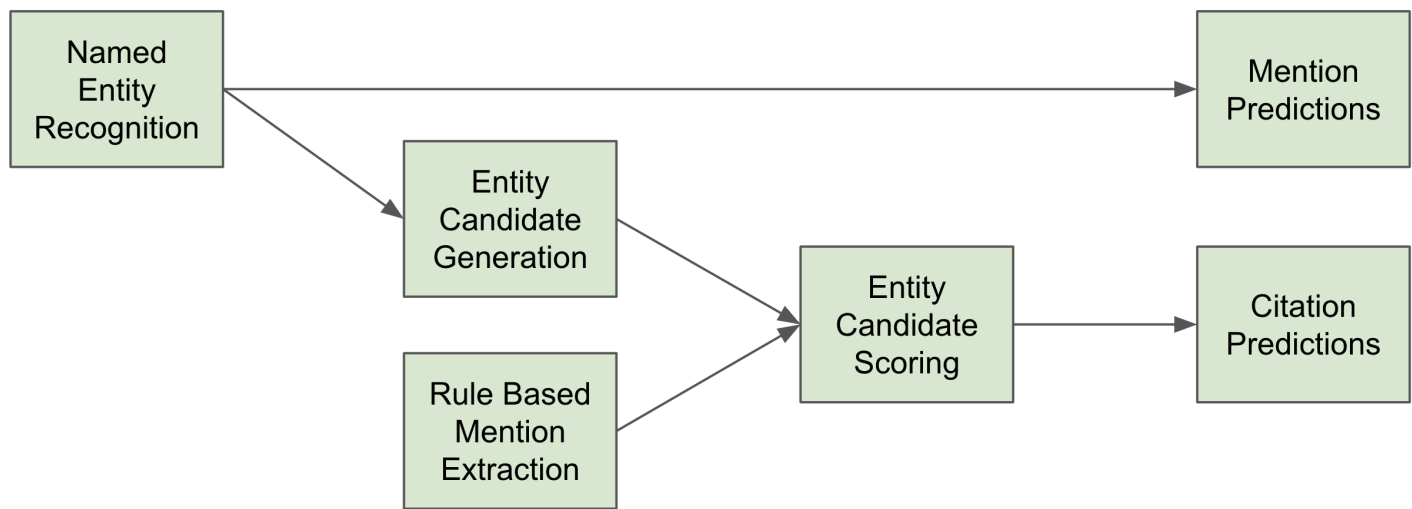 Named
Entity
Recognition
Mention
Predictions
Entity
Candidate
Generation
Entity
Candidate
Scoring
Citation
Predictions
Rule Based
Mention
Extraction